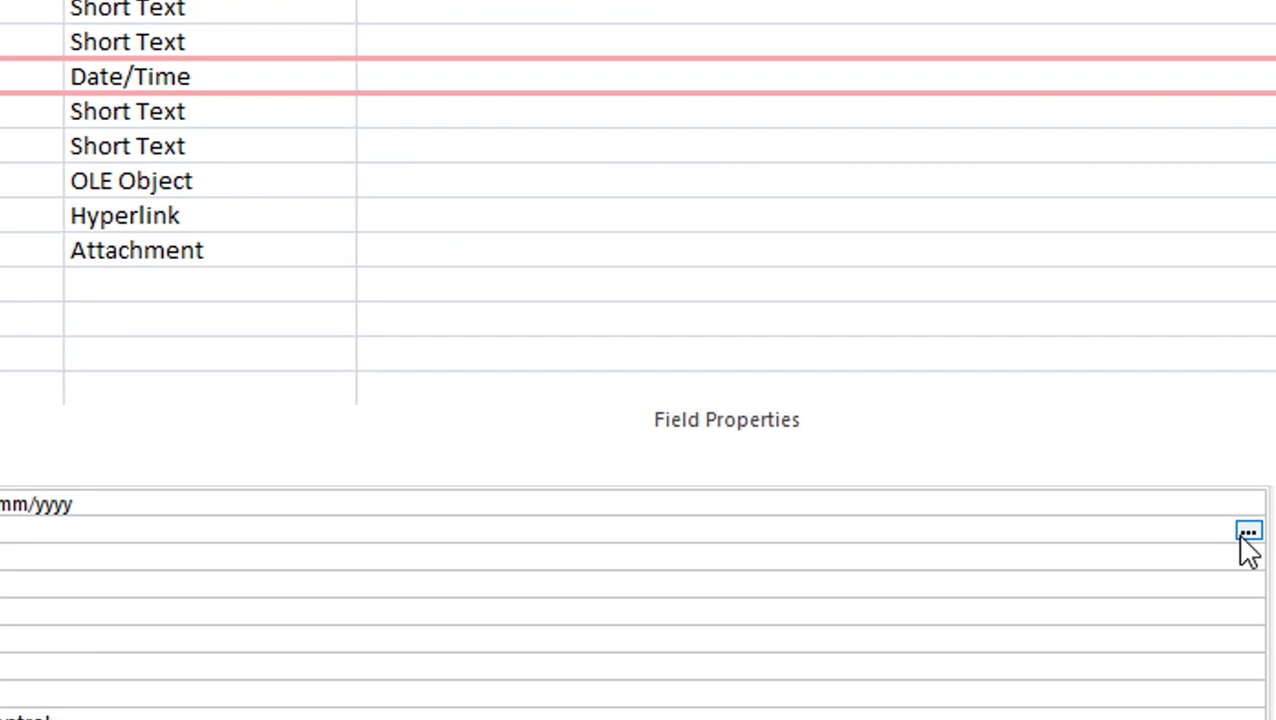 Short Text
Short Text
Date/Time
Short Text
Short Text
OLE Object
Hyperlink
Attachment
Field Properties
mm/yyyy
...